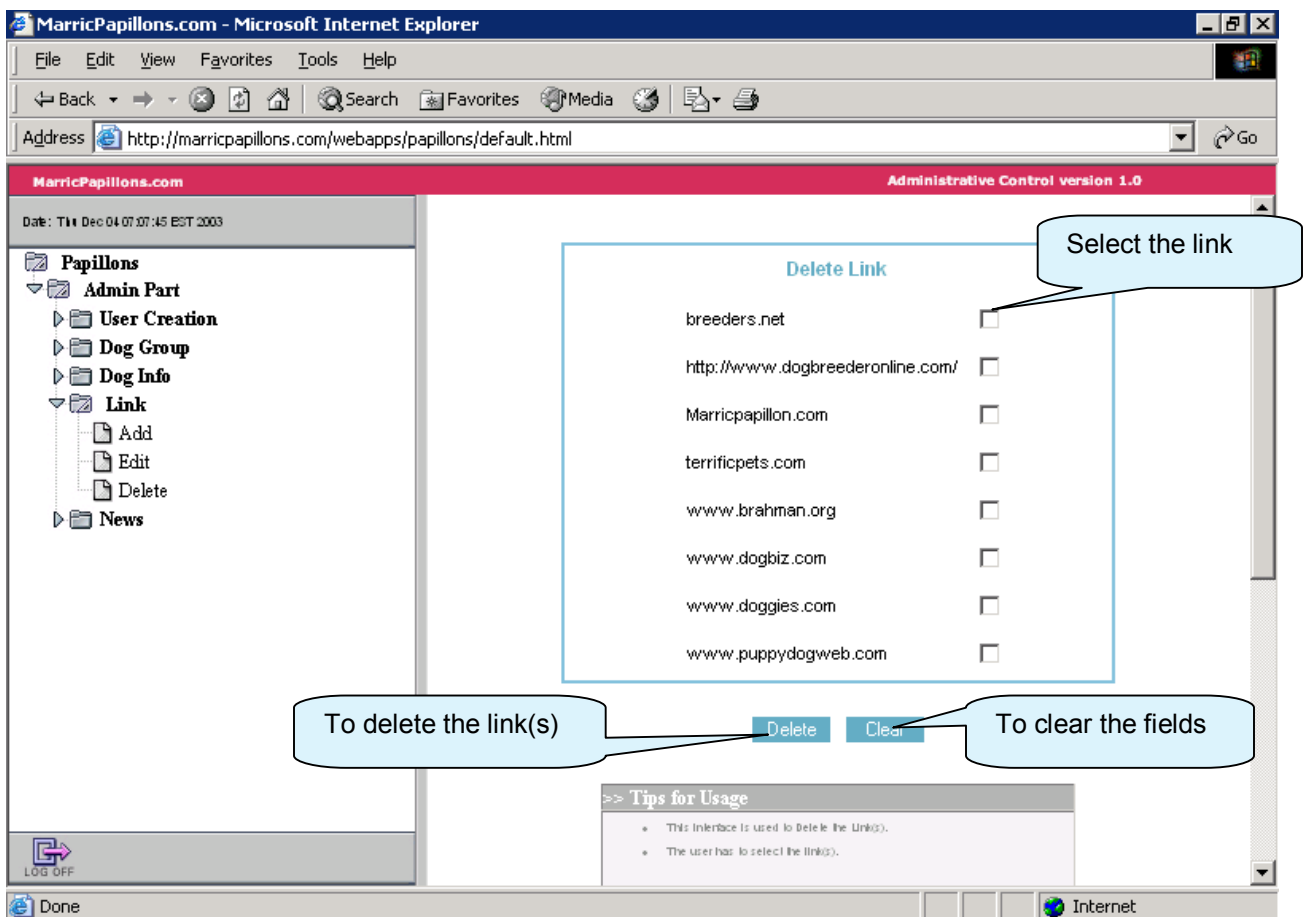 MarricPapillons.com - Microsoft Internet Explorer
File Edit View Favorites Tools Help
Back Search Favorites Media
Address http://marricpapillons.com/webapps/papillons/default.html Go
MarricPapillons.com Administrative Control version 1.0
Date: Thu Dec 04 07:07:45 EST 2003
Papillons
Admin Part
User Creation
Dog Group
Dog Info
Link
Add
Edit
Delete
News
LOG OFF
Select the link
Delete Link
breeders.net
http://www.dogbreederonline.com/
Marricpapillon.com
terrificpets.com
www.brahman.org
www.dogbiz.com
www.doggies.com
www.puppydogweb.com
To delete the link(s)
Delete Clear
To clear the fields
>> Tips for Usage
This Interface is used to Delete the Link(s).
The user has to select the link(s).
Done Internet